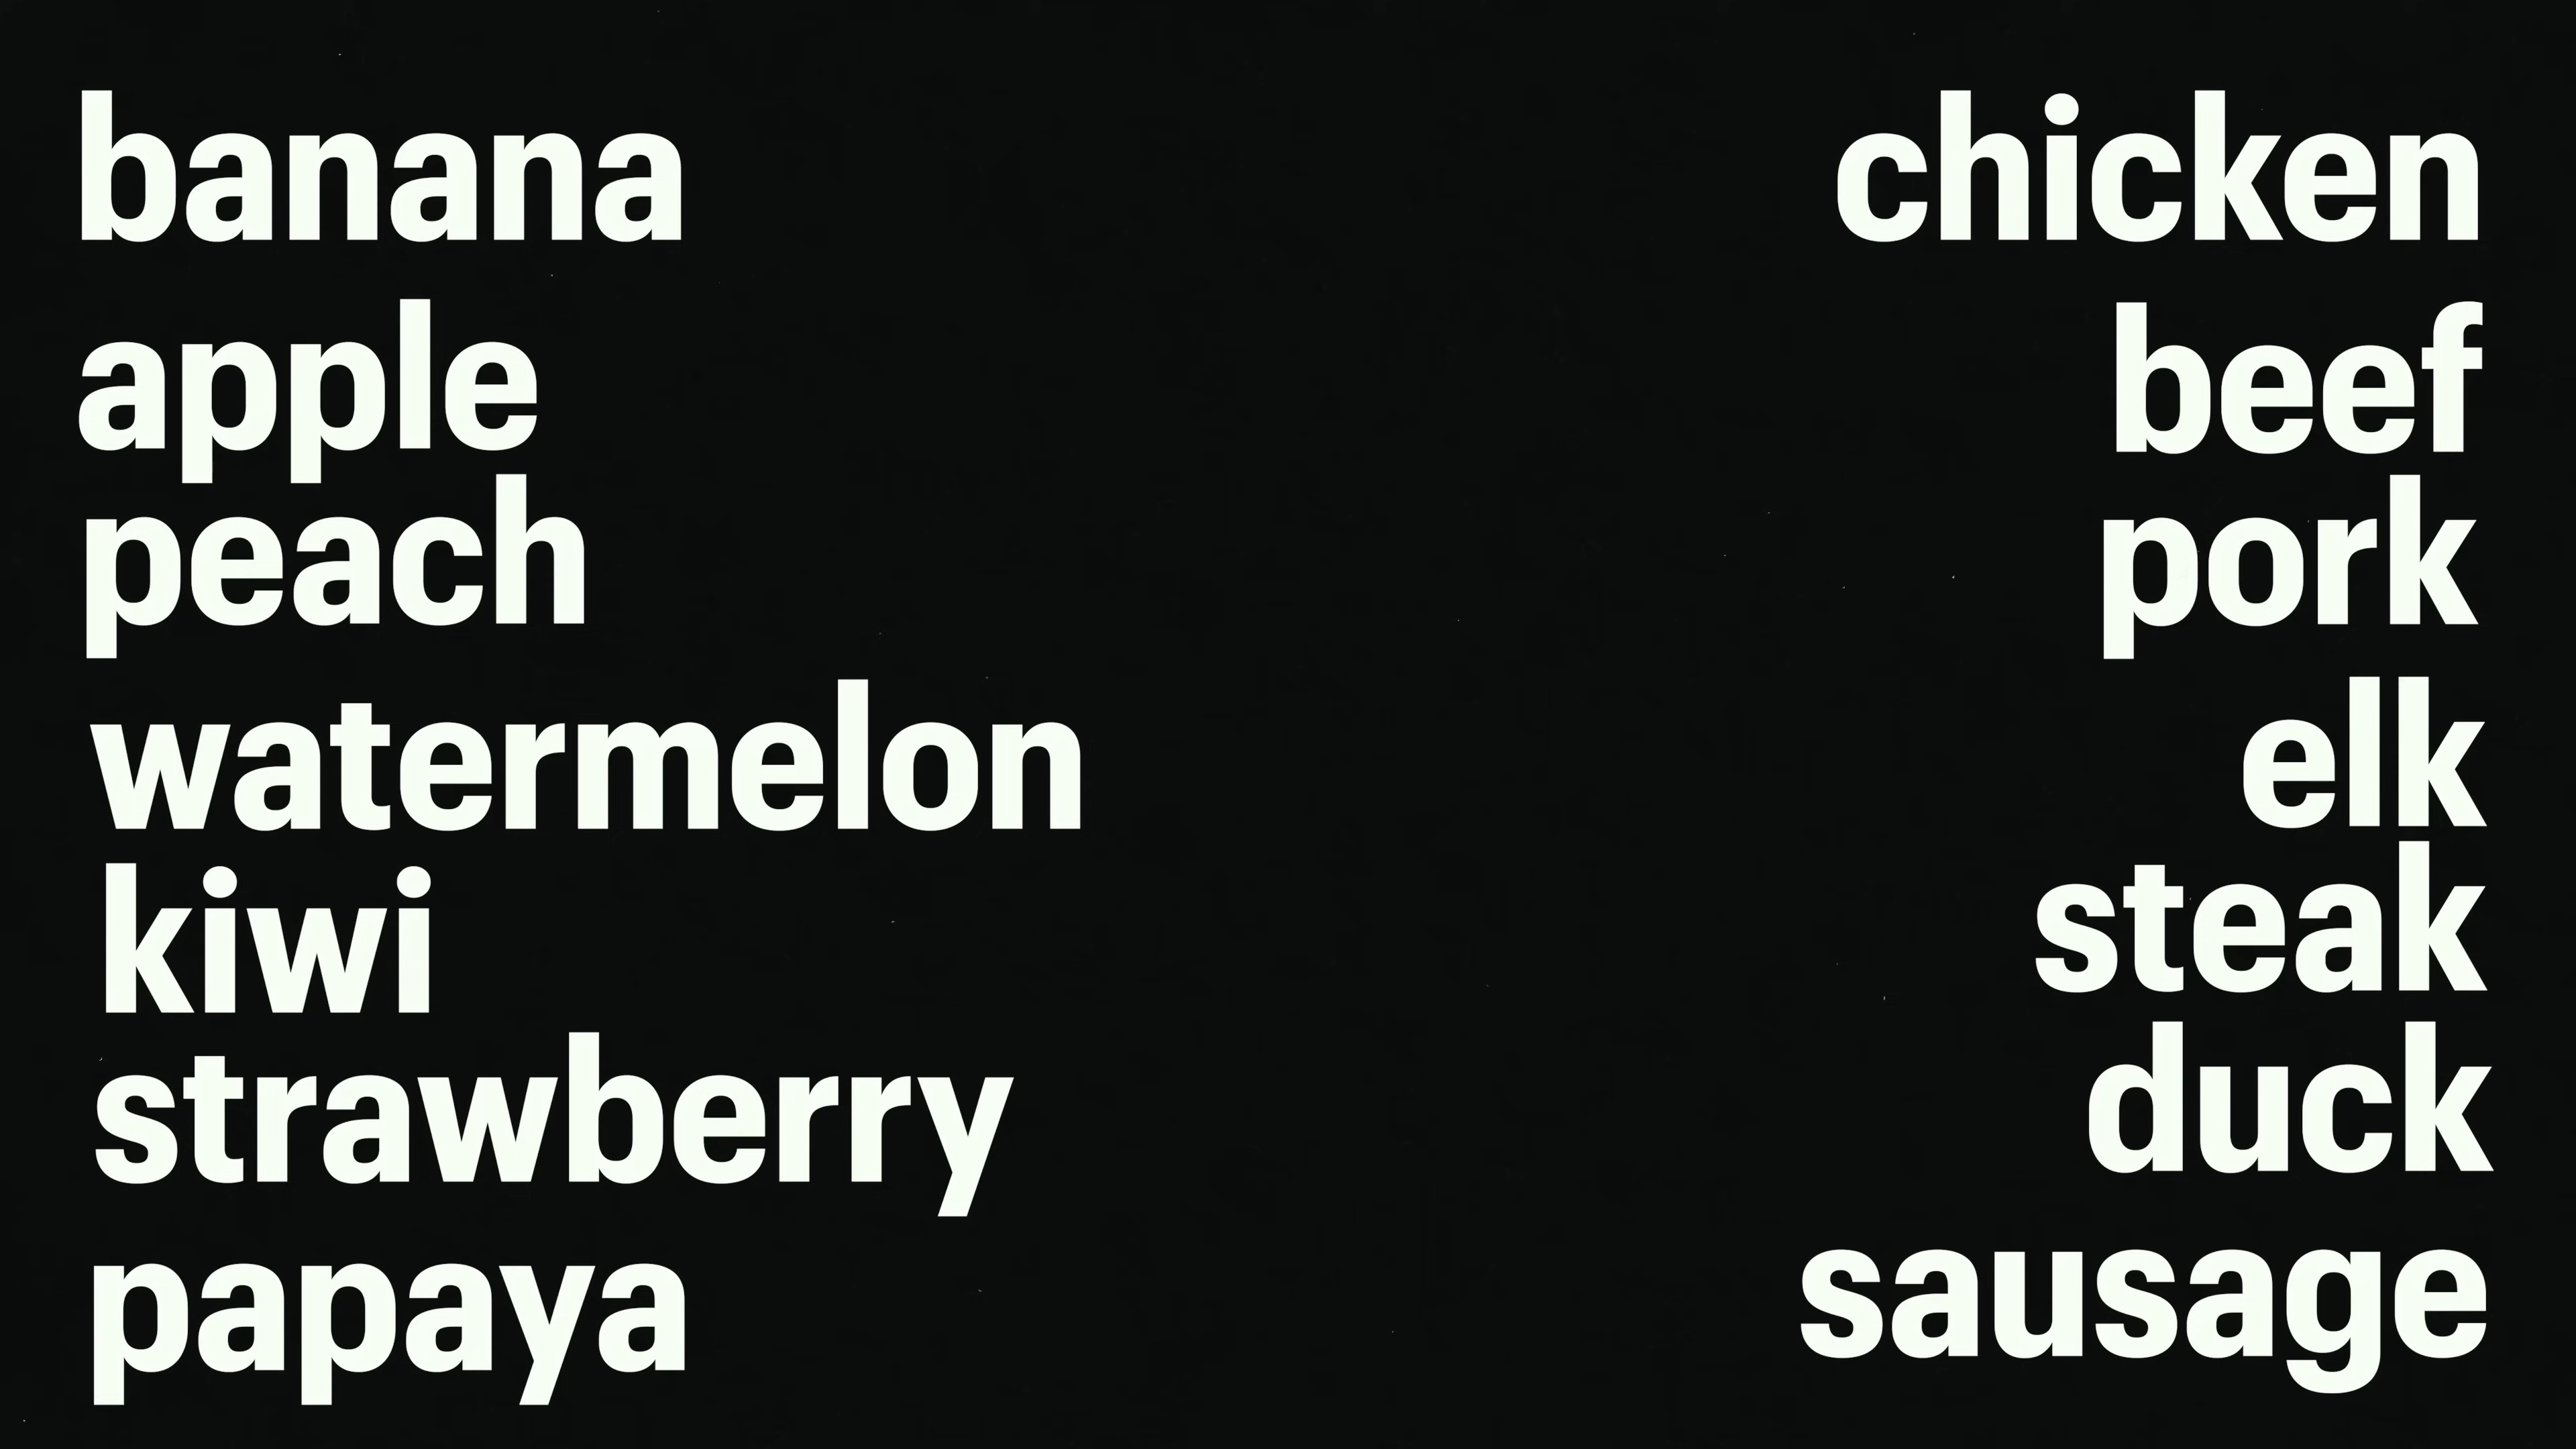 banana
apple
peach
watermelon
kiwi
strawberry
papaya
chicken
beef
pork
elk
steak
duck
sausage